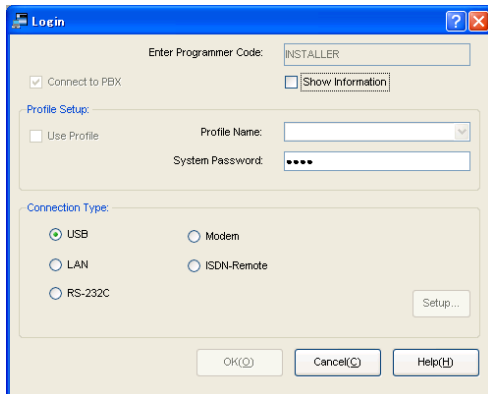 Login
Enter Programmer Code: INSTALLER
Connect to PBX Show Information
Profile Setup:
Use Profile Profile Name:
System Password: ••••
Connection Type:
USB Modem
LAN ISDN-Remote
RS-232C
Setup...
OK(O) Cancel(C) Help(H)